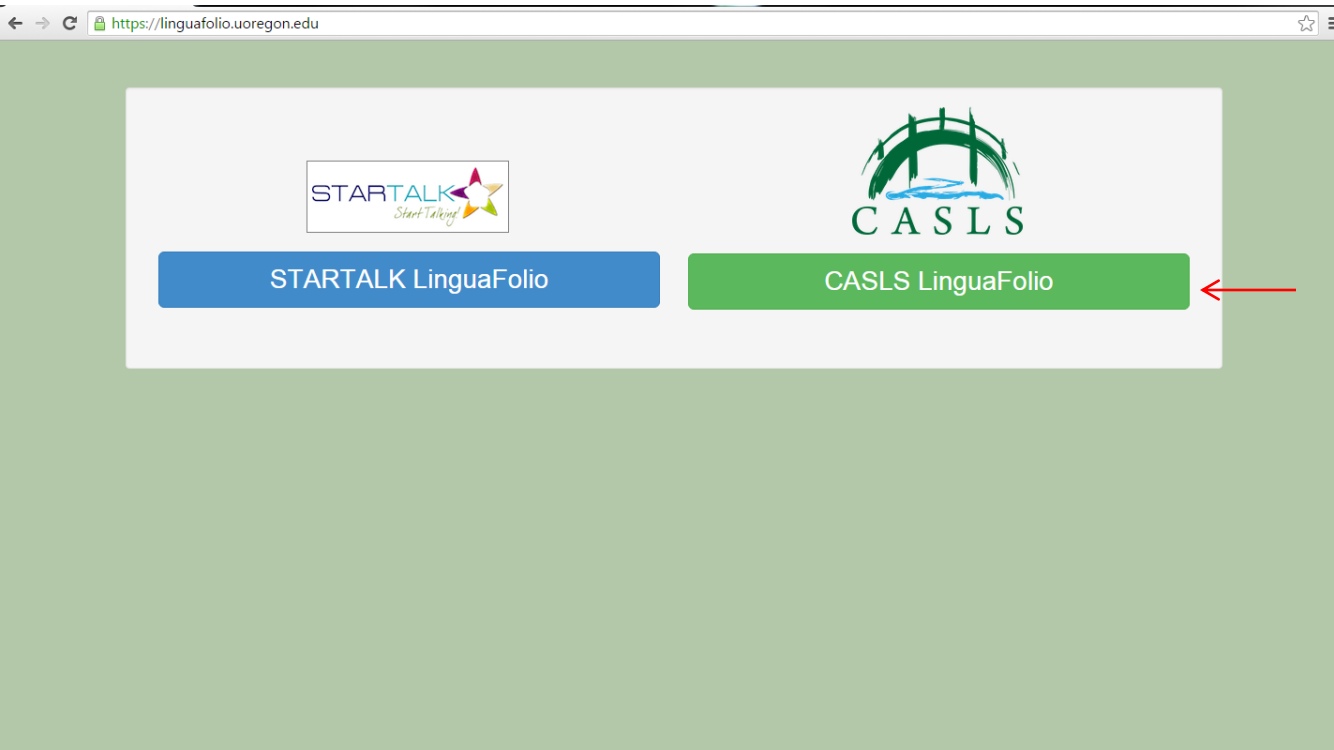 https://linguafolio.uoregon.edu
STARTALK
Start Talking!
CASLS
STARTALK LinguaFolio
CASLS LinguaFolio